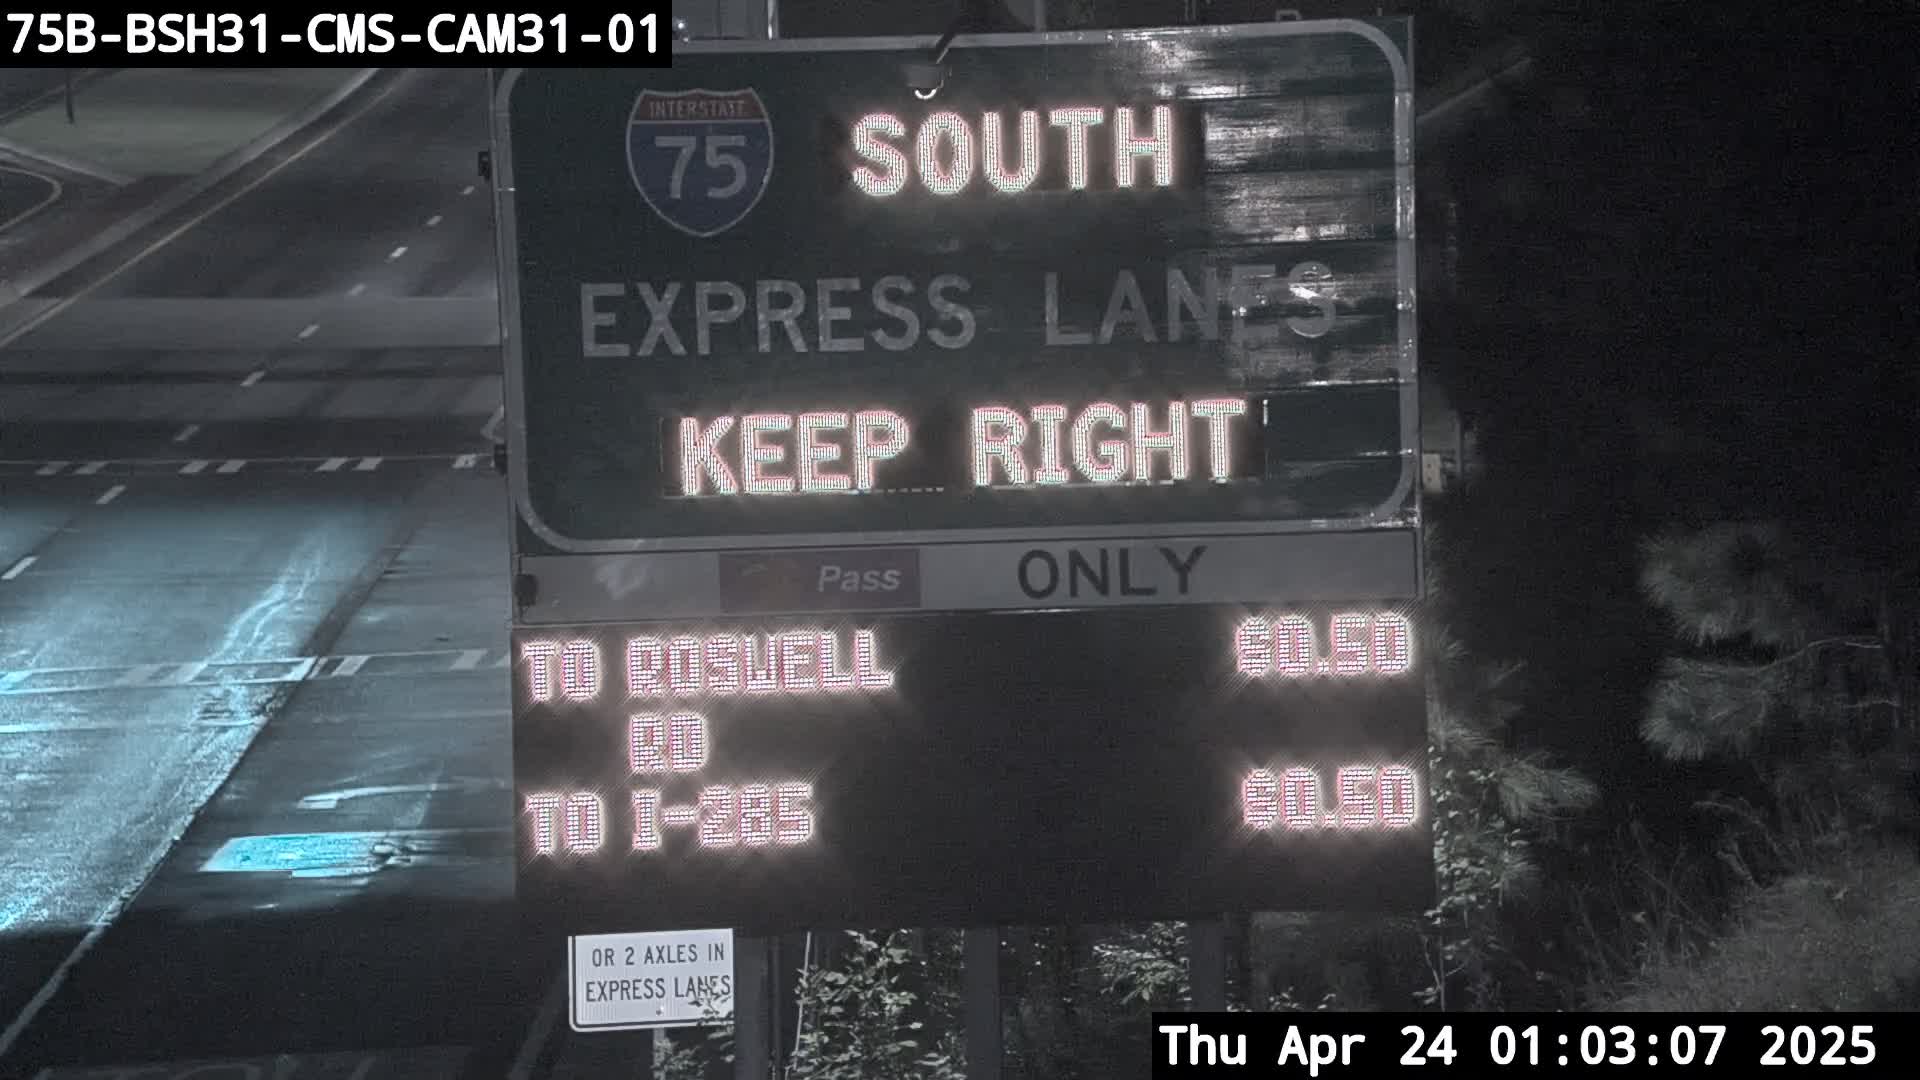 75B-BSH31-CMS-CAM31-01
INTERSTATE
75
SOUTH
EXPRESS LANES
KEEP RIGHT
Pass ONLY
TO ROSWELL $0.50
RD
TO I-285 $0.50
OR 2 AXLES IN
EXPRESS LANES
Thu Apr 24 01:03:07 2025